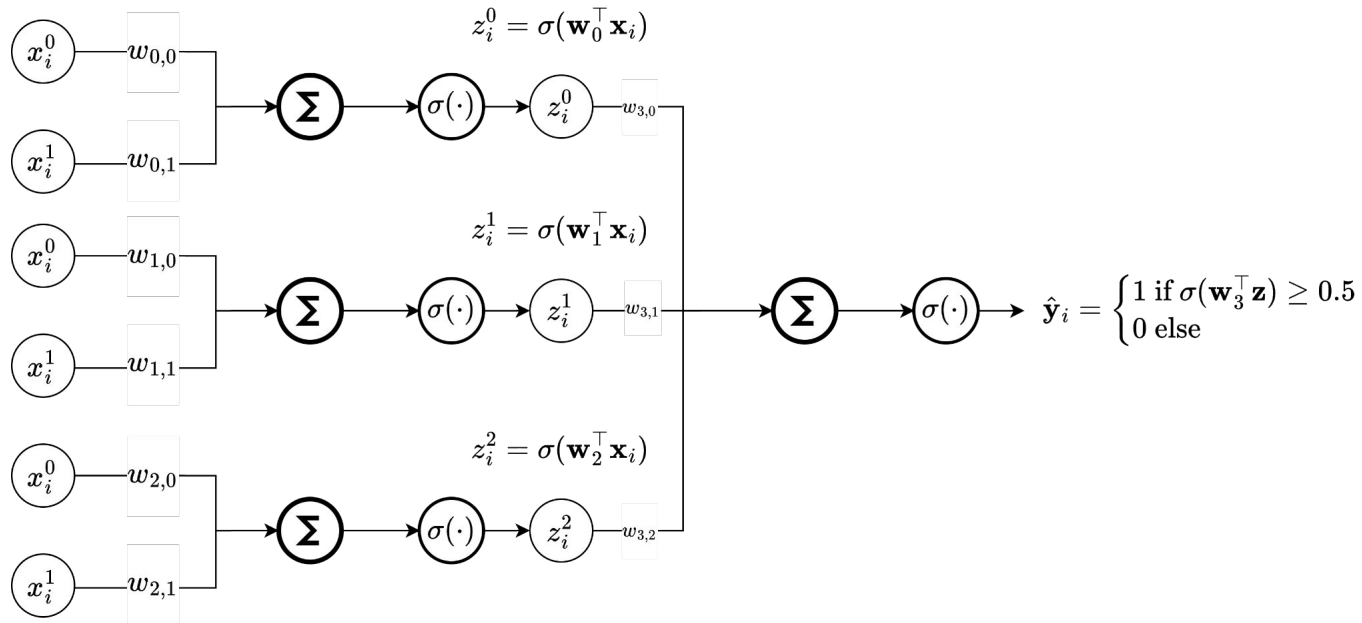 z_i^0 = σ(w_0^⊤ x_i)
x_i^0 w_{0,0}
Σ σ(·) z_i^0 w_{3,0}
x_i^1 w_{0,1}
z_i^1 = σ(w_1^⊤ x_i)
x_i^0 w_{1,0}
Σ σ(·) z_i^1 w_{3,1} Σ σ(·) ŷ_i = {1 if σ(w_3^⊤ z) ≥ 0.5
0 else
x_i^1 w_{1,1}
z_i^2 = σ(w_2^⊤ x_i)
x_i^0 w_{2,0}
Σ σ(·) z_i^2 w_{3,2}
x_i^1 w_{2,1}